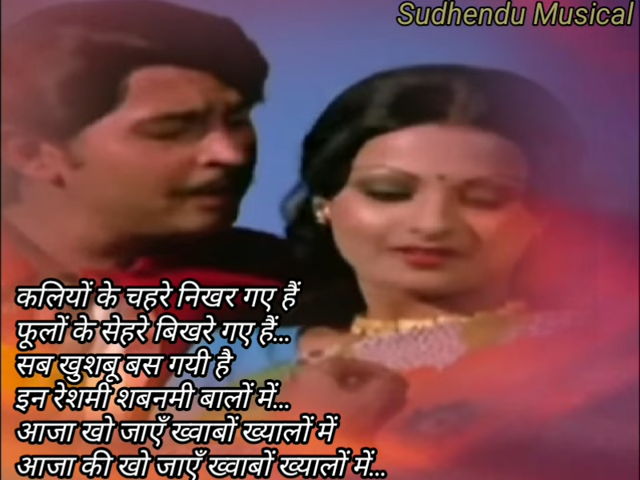 Sudhendu Musical
कलियों के चहरे निखर गए हैं
फूलों के सेहरे बिखरे गए हैं...
सब खुशबू बस गयी है
इन रेशमी शबनमी बालों में...
आजा खो जाएँ ख्वाबों ख्यालों में
आजा की खो जाएँ ख्वाबों ख्यालों में...